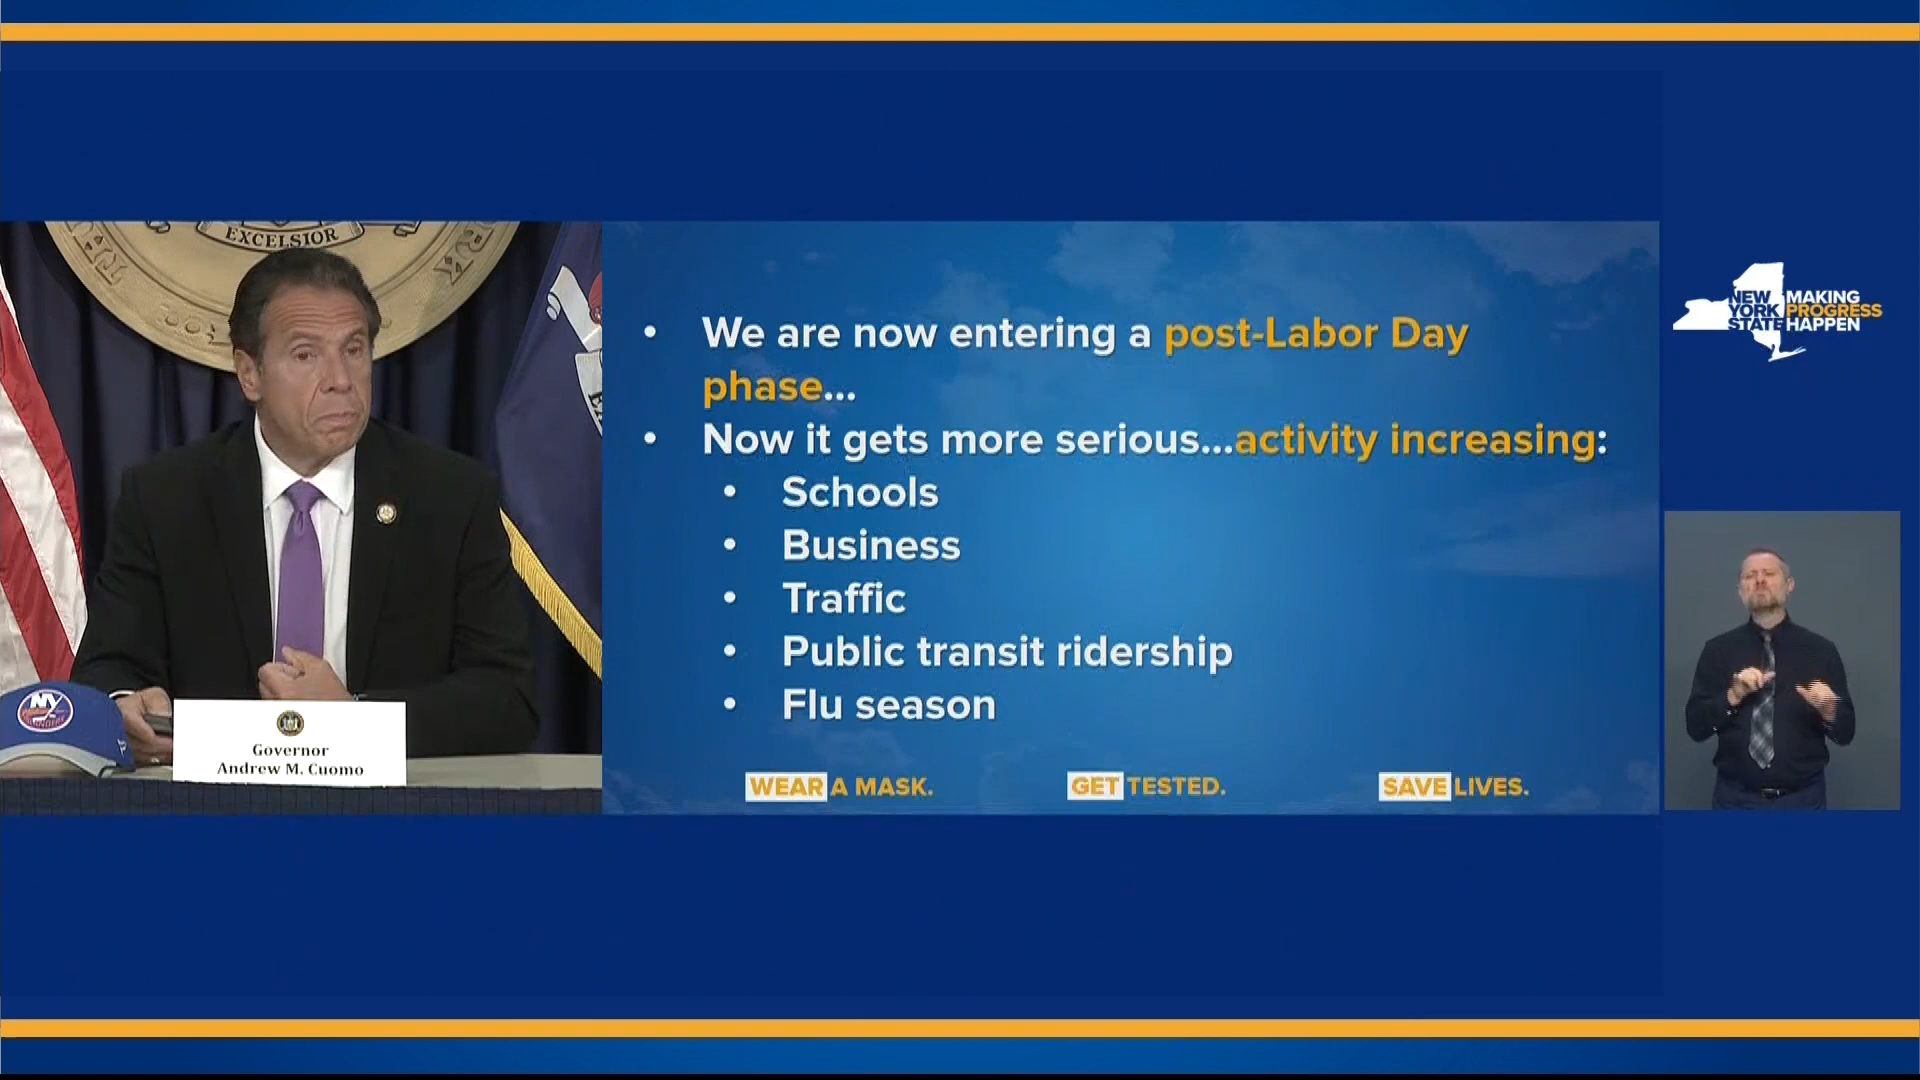 EXCELSIOR
We are now entering a post-Labor Day
phase...
Now it gets more serious...activity increasing:
Schools
Business
Traffic
Public transit ridership
Flu season
WEAR A MASK.
GET TESTED.
SAVE LIVES.
NY
Governor
Andrew M. Cuomo
NEW
YORK
STATE
MAKING
PROGRESS
HAPPEN